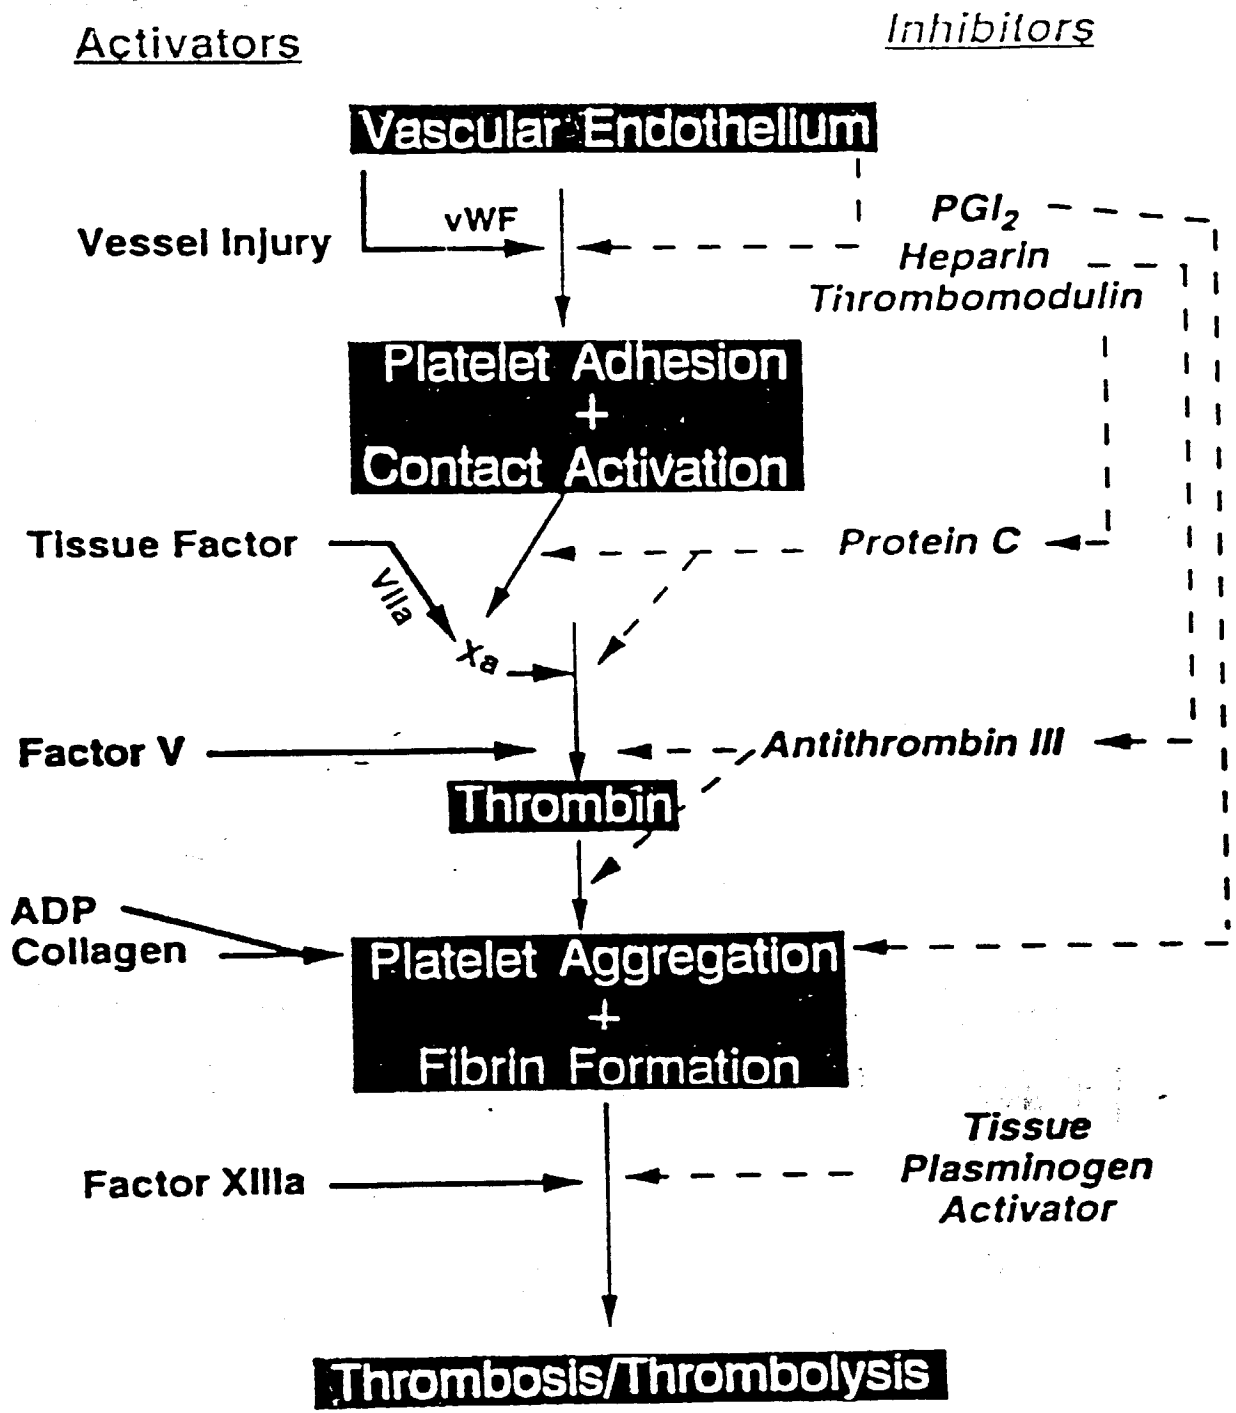 Activators
Inhibitors
Vascular Endothelium
vWF
Vessel Injury
PGI₂
Heparin
Thrombomodulin
Platelet Adhesion
+
Contact Activation
Tissue Factor
Protein C
VIIa
Xa
Factor V
Antithrombin III
Thrombin
ADP
Collagen
Platelet Aggregation
+
Fibrin Formation
Tissue
Plasminogen
Activator
Factor XIIIa
Thrombosis/Thrombolysis